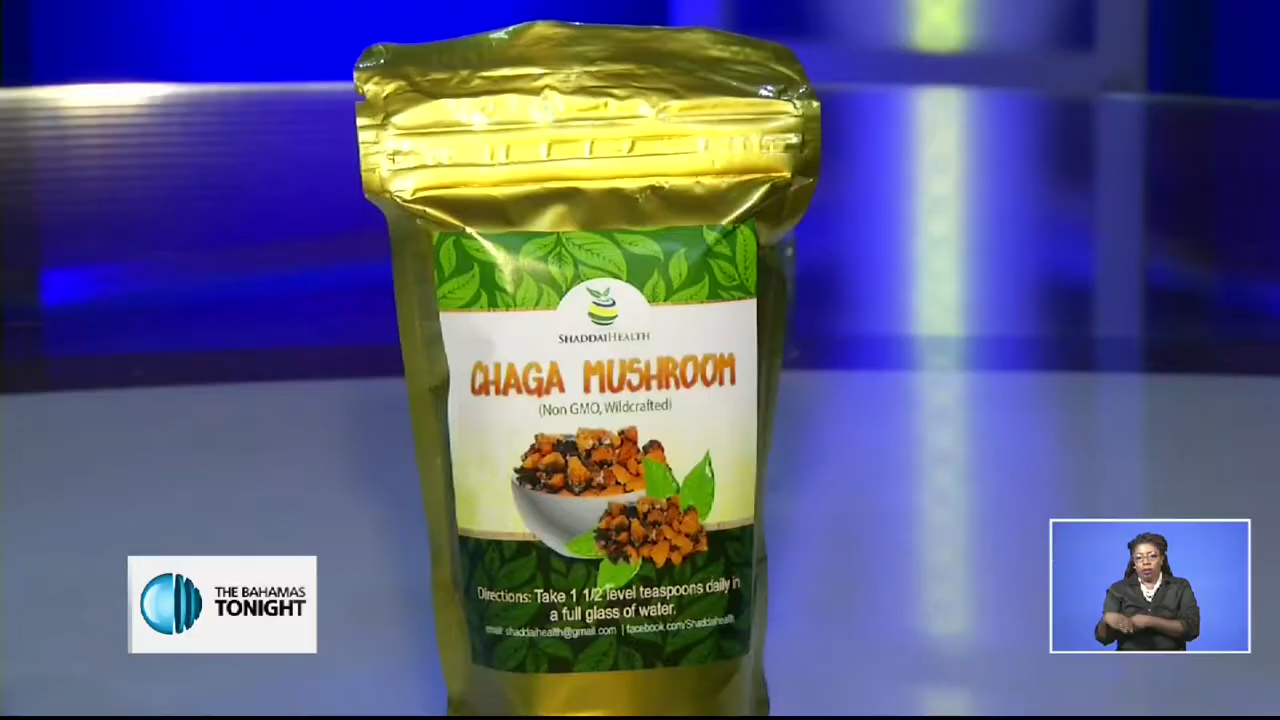 SHADDAIHEALTH
CHAGA MUSHROOM
(Non GMO, Wildcrafted)
Directions: Take 1 1/2 level teaspoons daily in
a full glass of water.
email: shaddaihealth@gmail.com | facebook.com/Shaddaihealth
THE BAHAMAS
TONIGHT